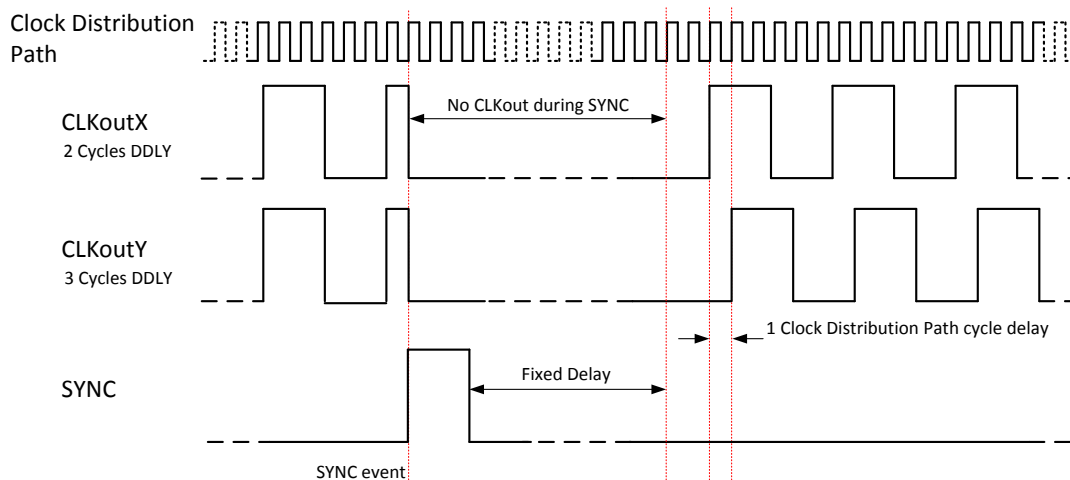 Clock Distribution
Path
CLKoutX
2 Cycles DDLY
No CLKout during SYNC
CLKoutY
3 Cycles DDLY
1 Clock Distribution Path cycle delay
SYNC
Fixed Delay
SYNC event